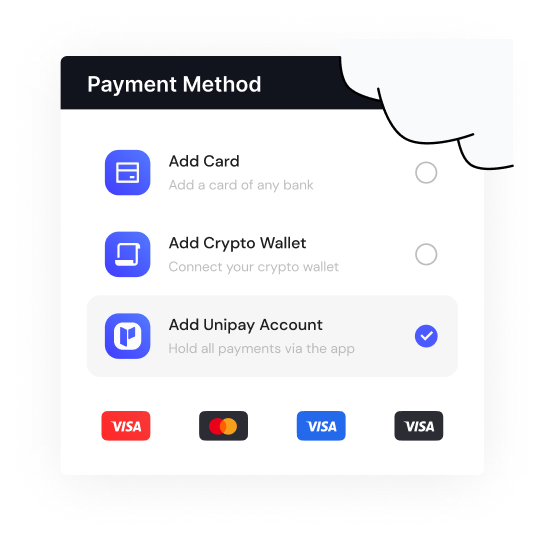 Payment Method
Add Card
Add a card of any bank
Add Crypto Wallet
Connect your crypto wallet
Add Unipay Account
Hold all payments via the app
VISA VISA VISA